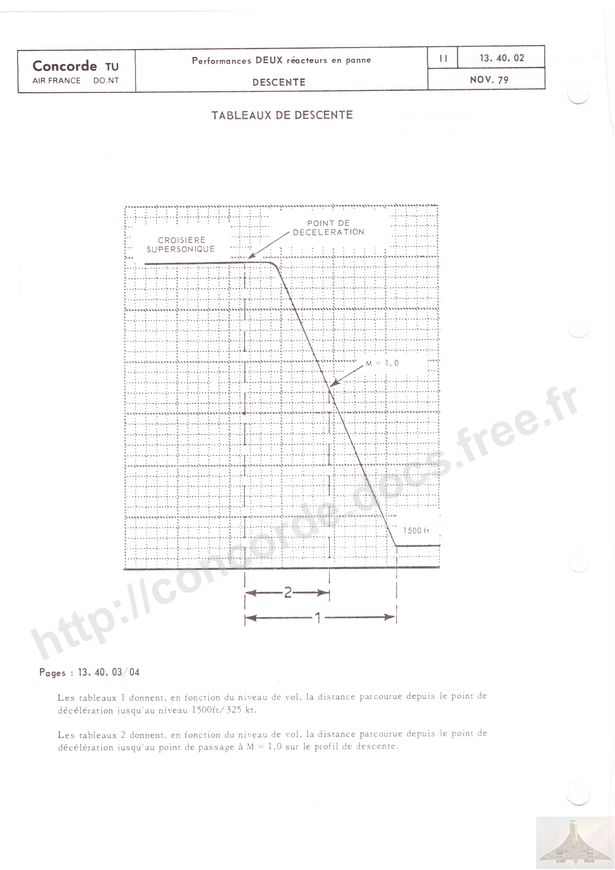 Concorde TU
AIR FRANCE DO.NT
Performances DEUX réacteurs en panne
DESCENTE
II
13. 40. 02
NOV. 79
TABLEAUX DE DESCENTE
POINT DE
DECELERATION
CROISIERE
SUPERSONIQUE
M = 1,0
1500 ft
2
1
http://concorde.docs.free.fr
Pages : 13. 40. 03/04
Les tableaux 1 donnent, en fonction du niveau de vol, la distance parcourue depuis le point de
décélération jusqu'au niveau 1500ft/325 kt.
Les tableaux 2 donnent, en fonction du niveau de vol, la distance parcourue depuis le point de
décélération jusqu'au point de passage à M = 1,0 sur le profil de descente.